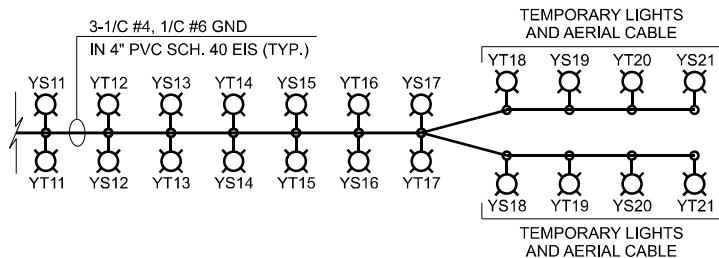 3-1/C #4, 1/C #6 GND
IN 4" PVC SCH. 40 EIS (TYP.)
TEMPORARY LIGHTS
AND AERIAL CABLE
YT18 YS19 YT20 YS21
YS11 YT12 YS13 YT14 YS15 YT16 YS17
YT11 YS12 YT13 YS14 YT15 YS16 YT17
YS18 YT19 YS20 YT21
TEMPORARY LIGHTS
AND AERIAL CABLE